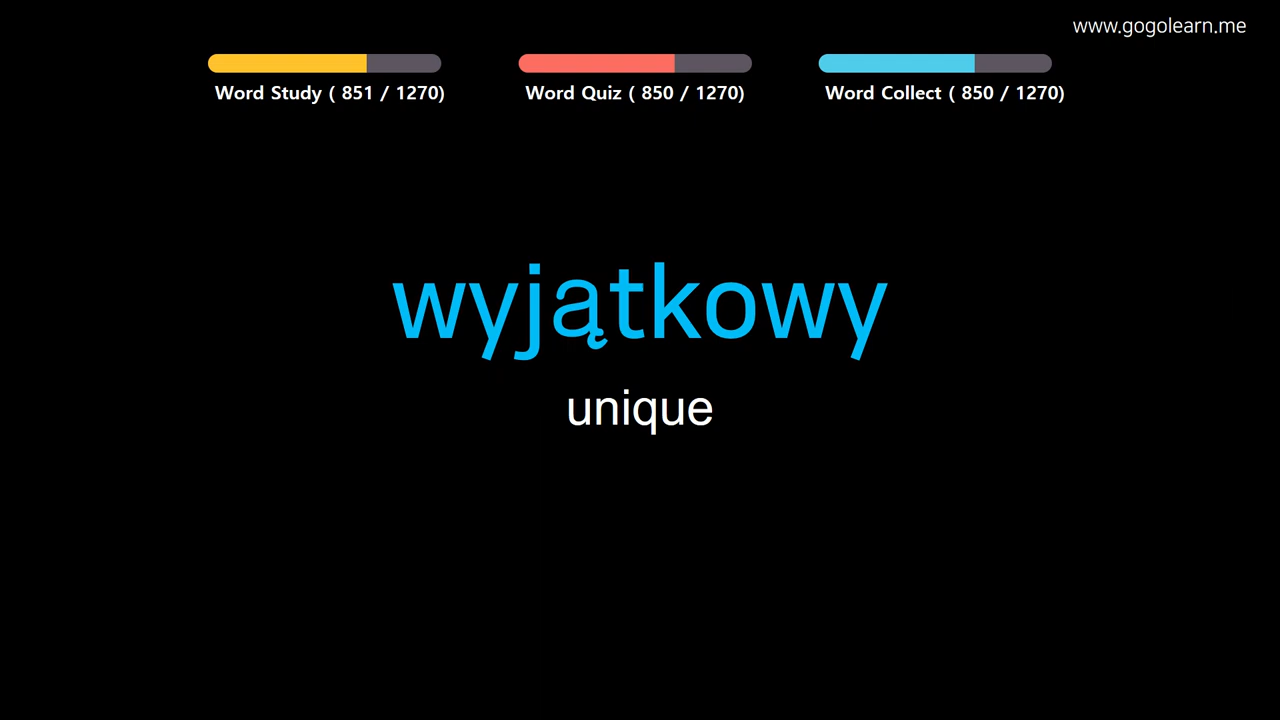 www.gogolearn.me
Word Study ( 851 / 1270)
Word Quiz ( 850 / 1270)
Word Collect ( 850 / 1270)
wyjątkowy
unique